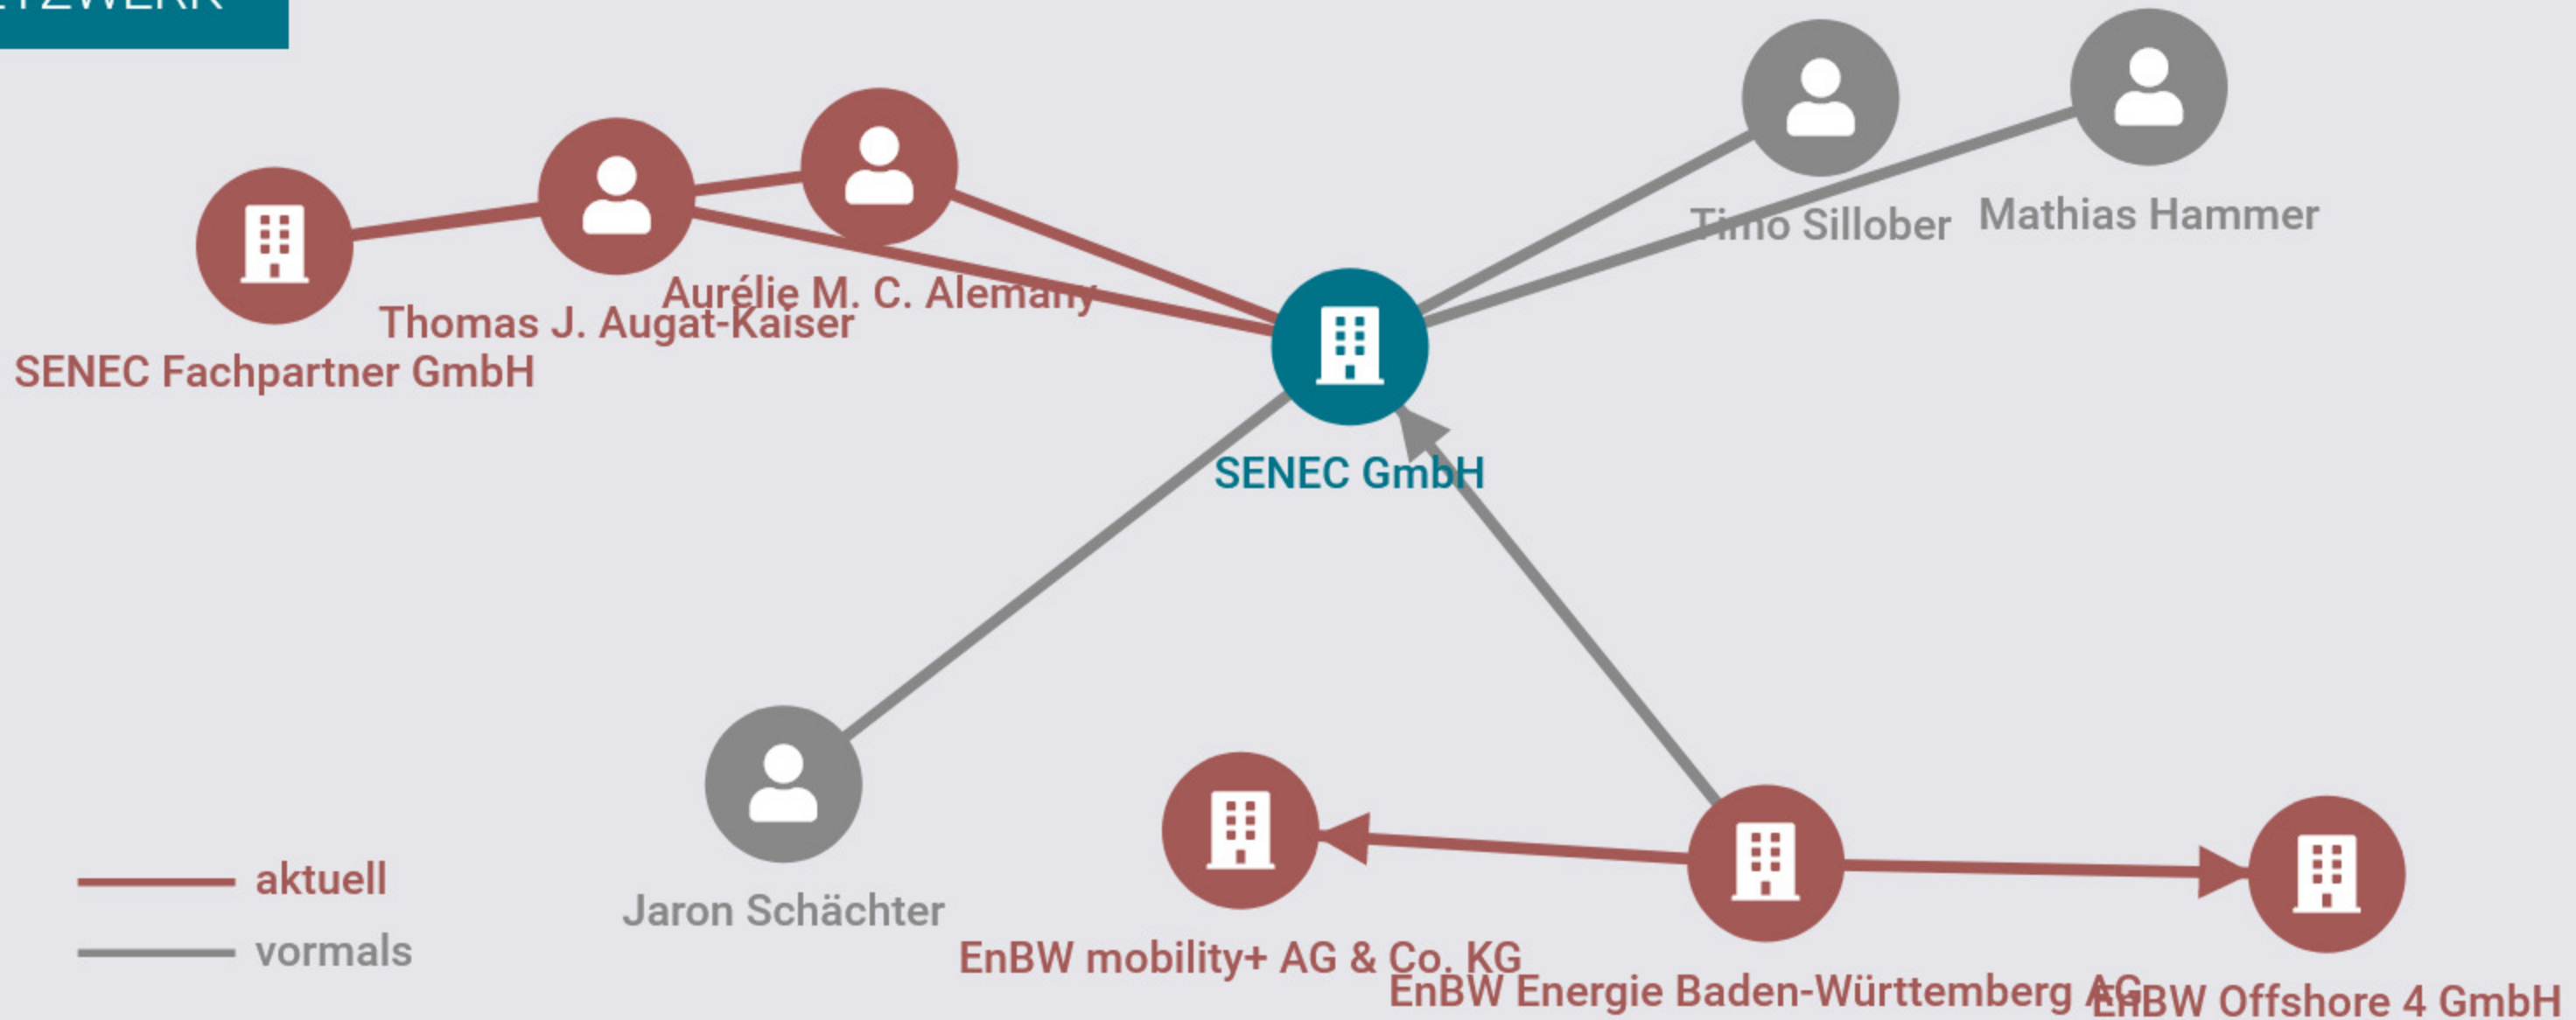 Timo Sillober
Mathias Hammer
Aurélie M. C. Alemany
Thomas J. Augat-Kaiser
SENEC Fachpartner GmbH
SENEC GmbH
aktuell
vormals
Jaron Schächter
EnBW mobility+ AG & Co. KG
EnBW Energie Baden-Württemberg AG
EnBW Offshore 4 GmbH